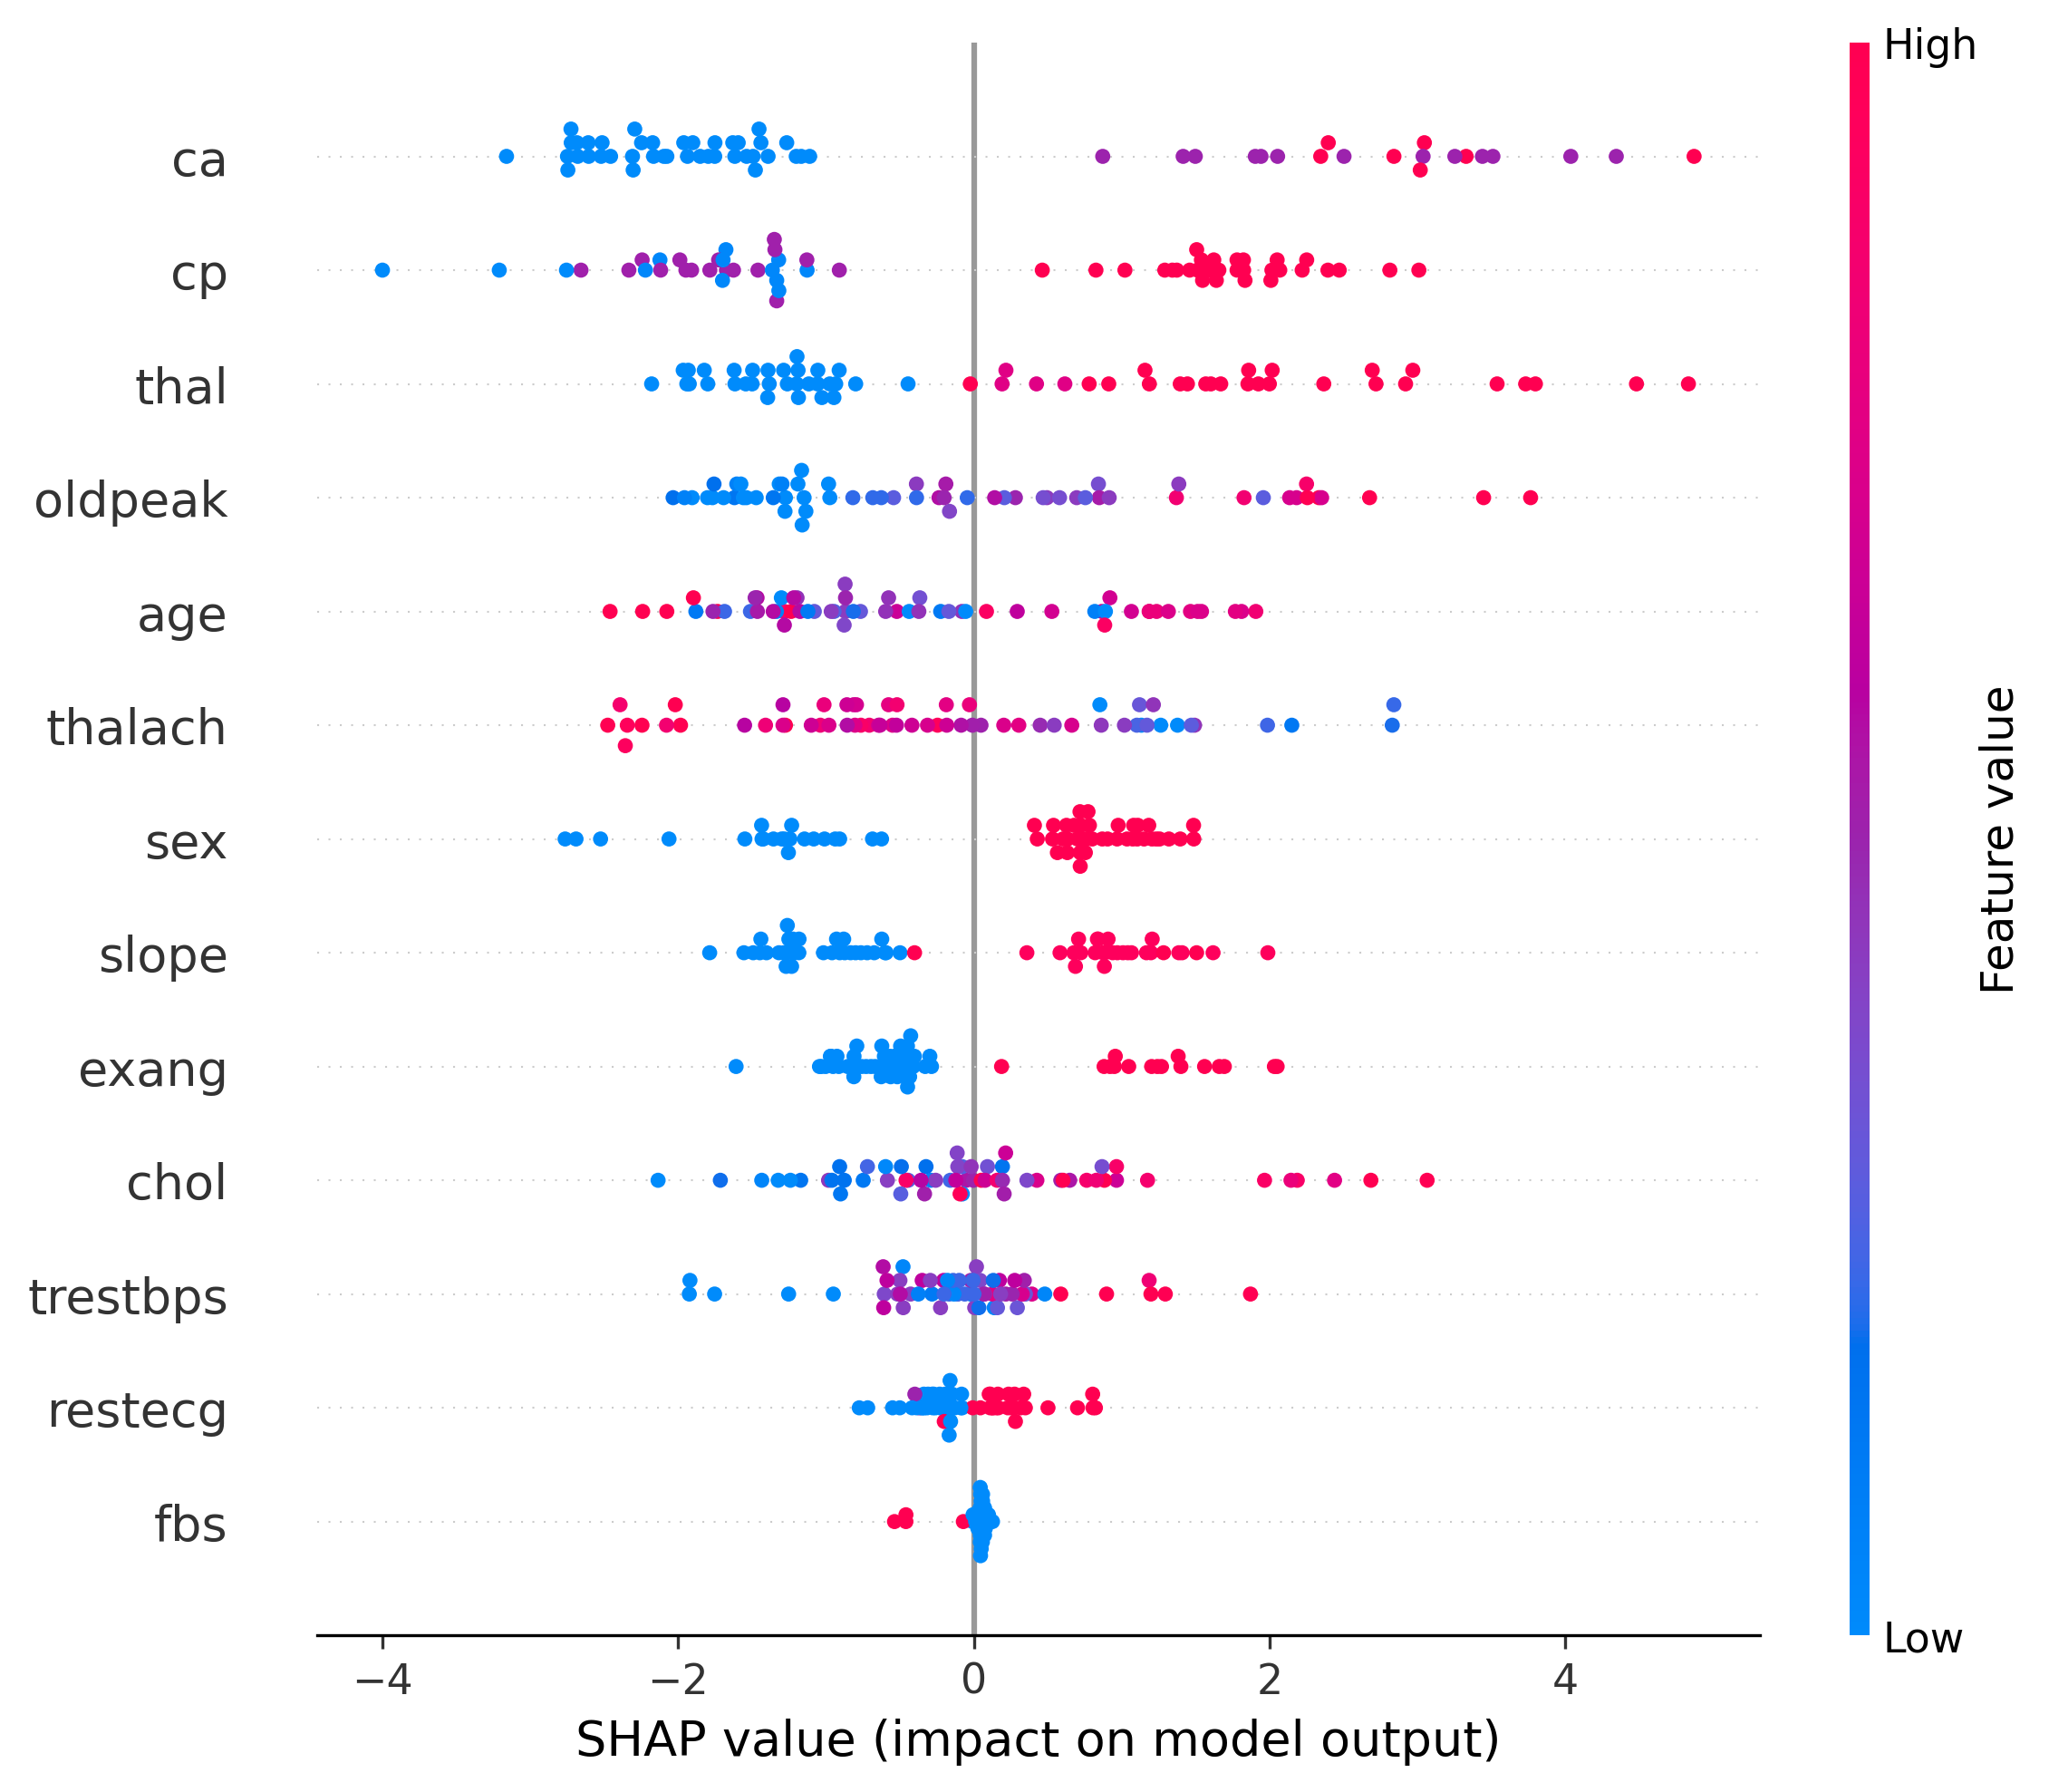 High
ca
cp
thal
oldpeak
age
thalach
sex
slope
exang
chol
trestbps
restecg
fbs
Feature value
Low
−4 −2 0 2 4
SHAP value (impact on model output)